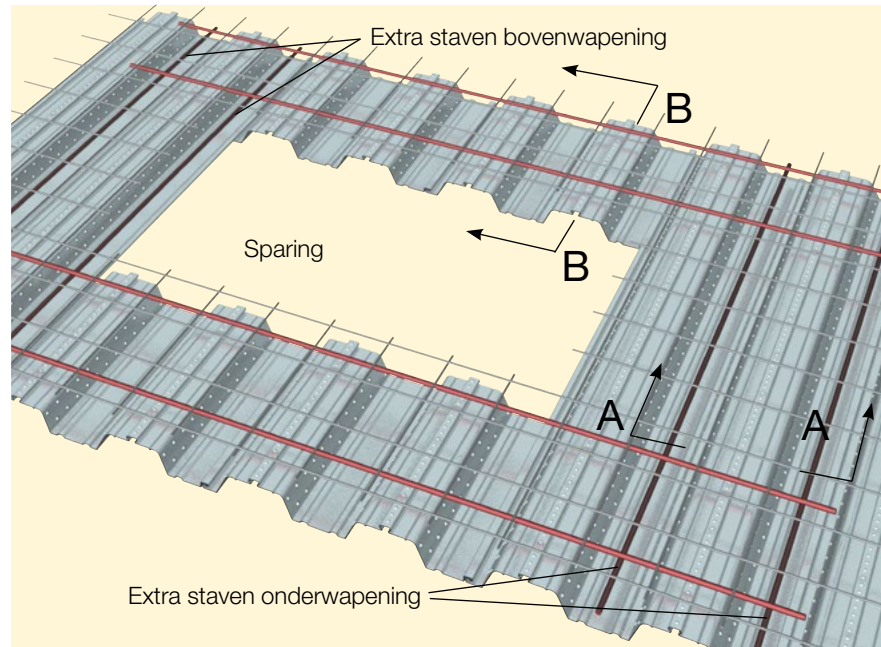 Extra staven bovenwapening
B
Sparing
B
A
A
Extra staven onderwapening